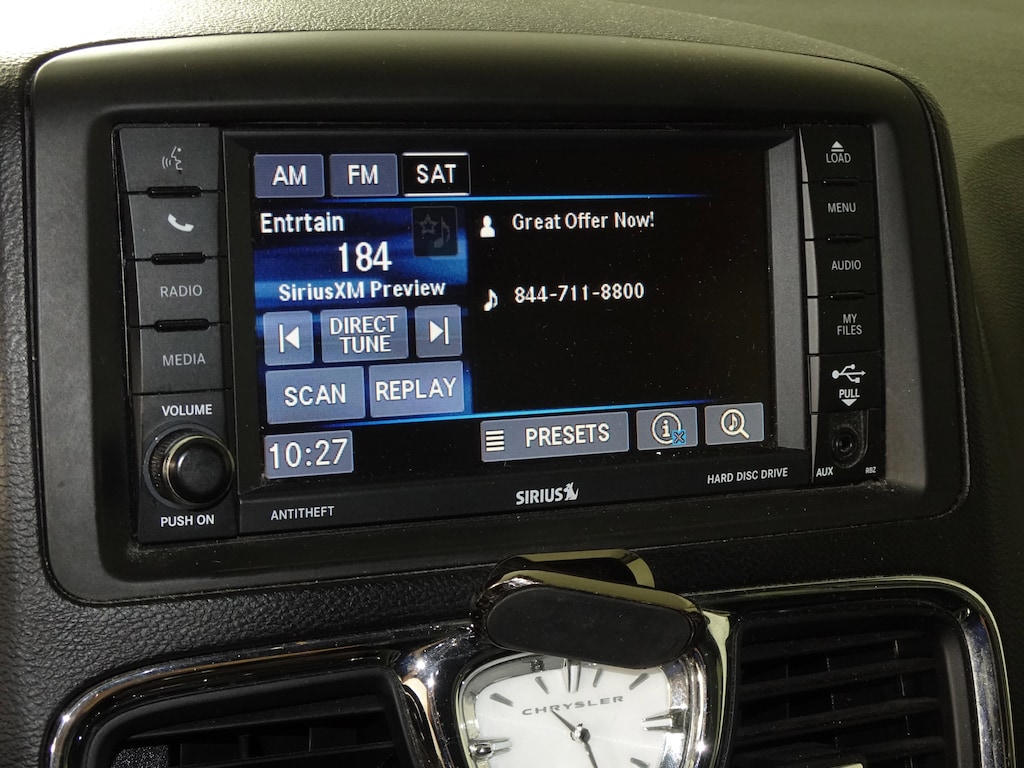 AM FM SAT
LOAD
Entrtain
Great Offer Now!
MENU
184
AUDIO
RADIO
SiriusXM Preview
844-711-8800
MY
FILES
DIRECT
TUNE
MEDIA
SCAN
REPLAY
PULL
VOLUME
10:27
PRESETS
i
AUX
RBZ
PUSH ON
ANTITHEFT
SIRIUS
HARD DISC DRIVE
CHRYSLER